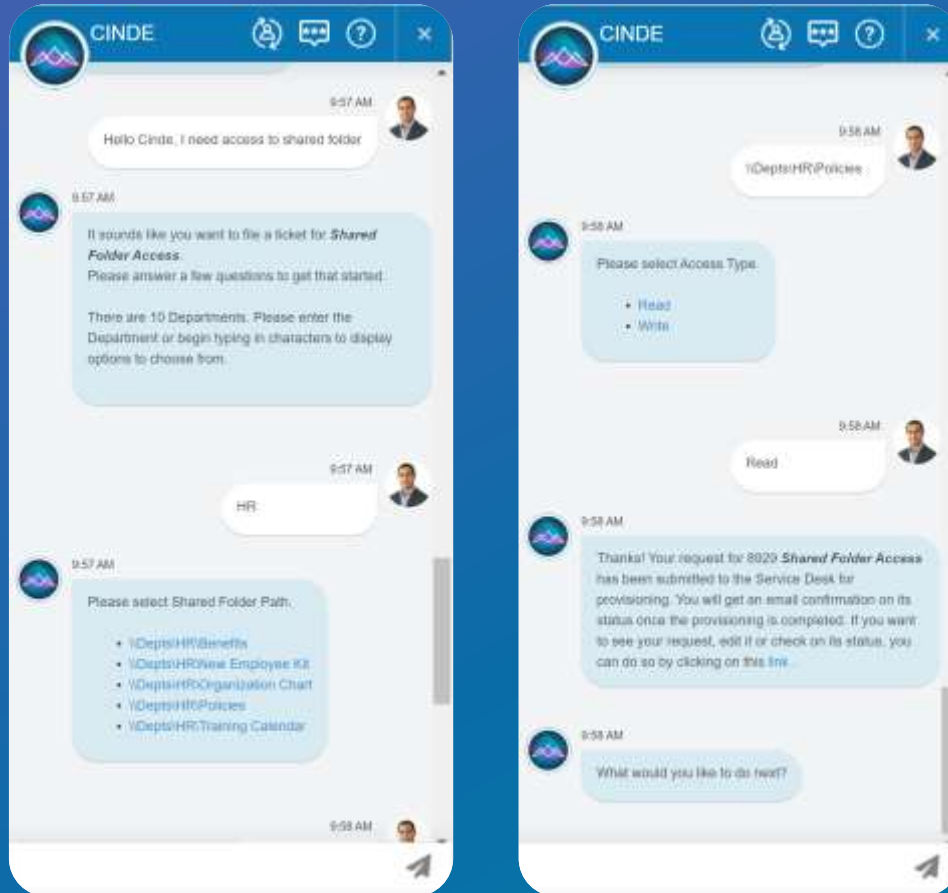 CINDE
9:57 AM
Hello Cinde, I need access to shared folder
9:57 AM
It sounds like you want to file a ticket for Shared
Folder Access.
Please answer a few questions to get that started.
There are 10 Departments. Please enter the
Department or begin typing in characters to display
options to choose from.
9:57 AM
HR
9:57 AM
Please select Shared Folder Path.
• \\Depts\HR\Benefits
• \\Depts\HR\New Employee Kit
• \\Depts\HR\Organization Chart
• \\Depts\HR\Policies
• \\Depts\HR\Training Calendar
9:58 AM
CINDE
9:58 AM
\\Depts\HR\Policies
9:58 AM
Please select Access Type.
• Read
• Write
9:58 AM
Read
9:58 AM
Thanks! Your request for 8929 Shared Folder Access
has been submitted to the Service Desk for
provisioning. You will get an email confirmation on its
status once the provisioning is completed. If you want
to see your request, edit it or check on its status, you
can do so by clicking on this link.
9:58 AM
What would you like to do next?